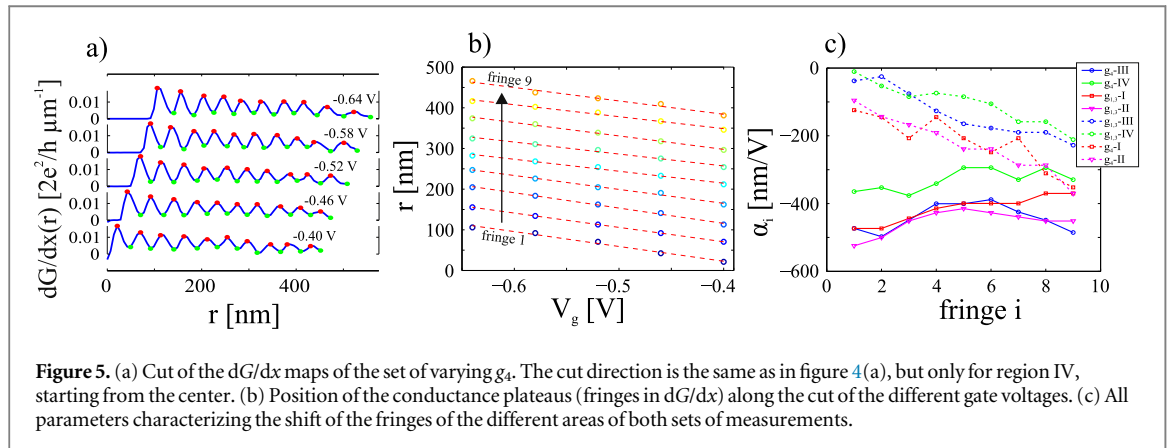 a)
dG/dx(r) [2e²/h μm⁻¹]
0.01
0
0.01
0
0.01
0
0.01
0
0.01
0
-0.64 V
-0.58 V
-0.52 V
-0.46 V
-0.40 V
0 200 400
r [nm]
b)
r [nm]
500
450
400
350
300
250
200
150
100
50
0
fringe 9
fringe 1
−0.6 −0.5 −0.4
V_g [V]
c)
α_i [nm/V]
0
−200
−400
−600
0 2 4 6 8 10
fringe i
g₄-III
g₄-IV
g₁,₃-I
g₁,₃-II
g₁,₃-III
g₁,₃-IV
Figure 5. (a) Cut of the dG/dx maps of the set of varying g₄. The cut direction is the same as in figure 4(a), but only for region IV,
starting from the center. (b) Position of the conductance plateaus (fringes in dG/dx) along the cut of the different gate voltages. (c) All
parameters characterizing the shift of the fringes of the different areas of both sets of measurements.